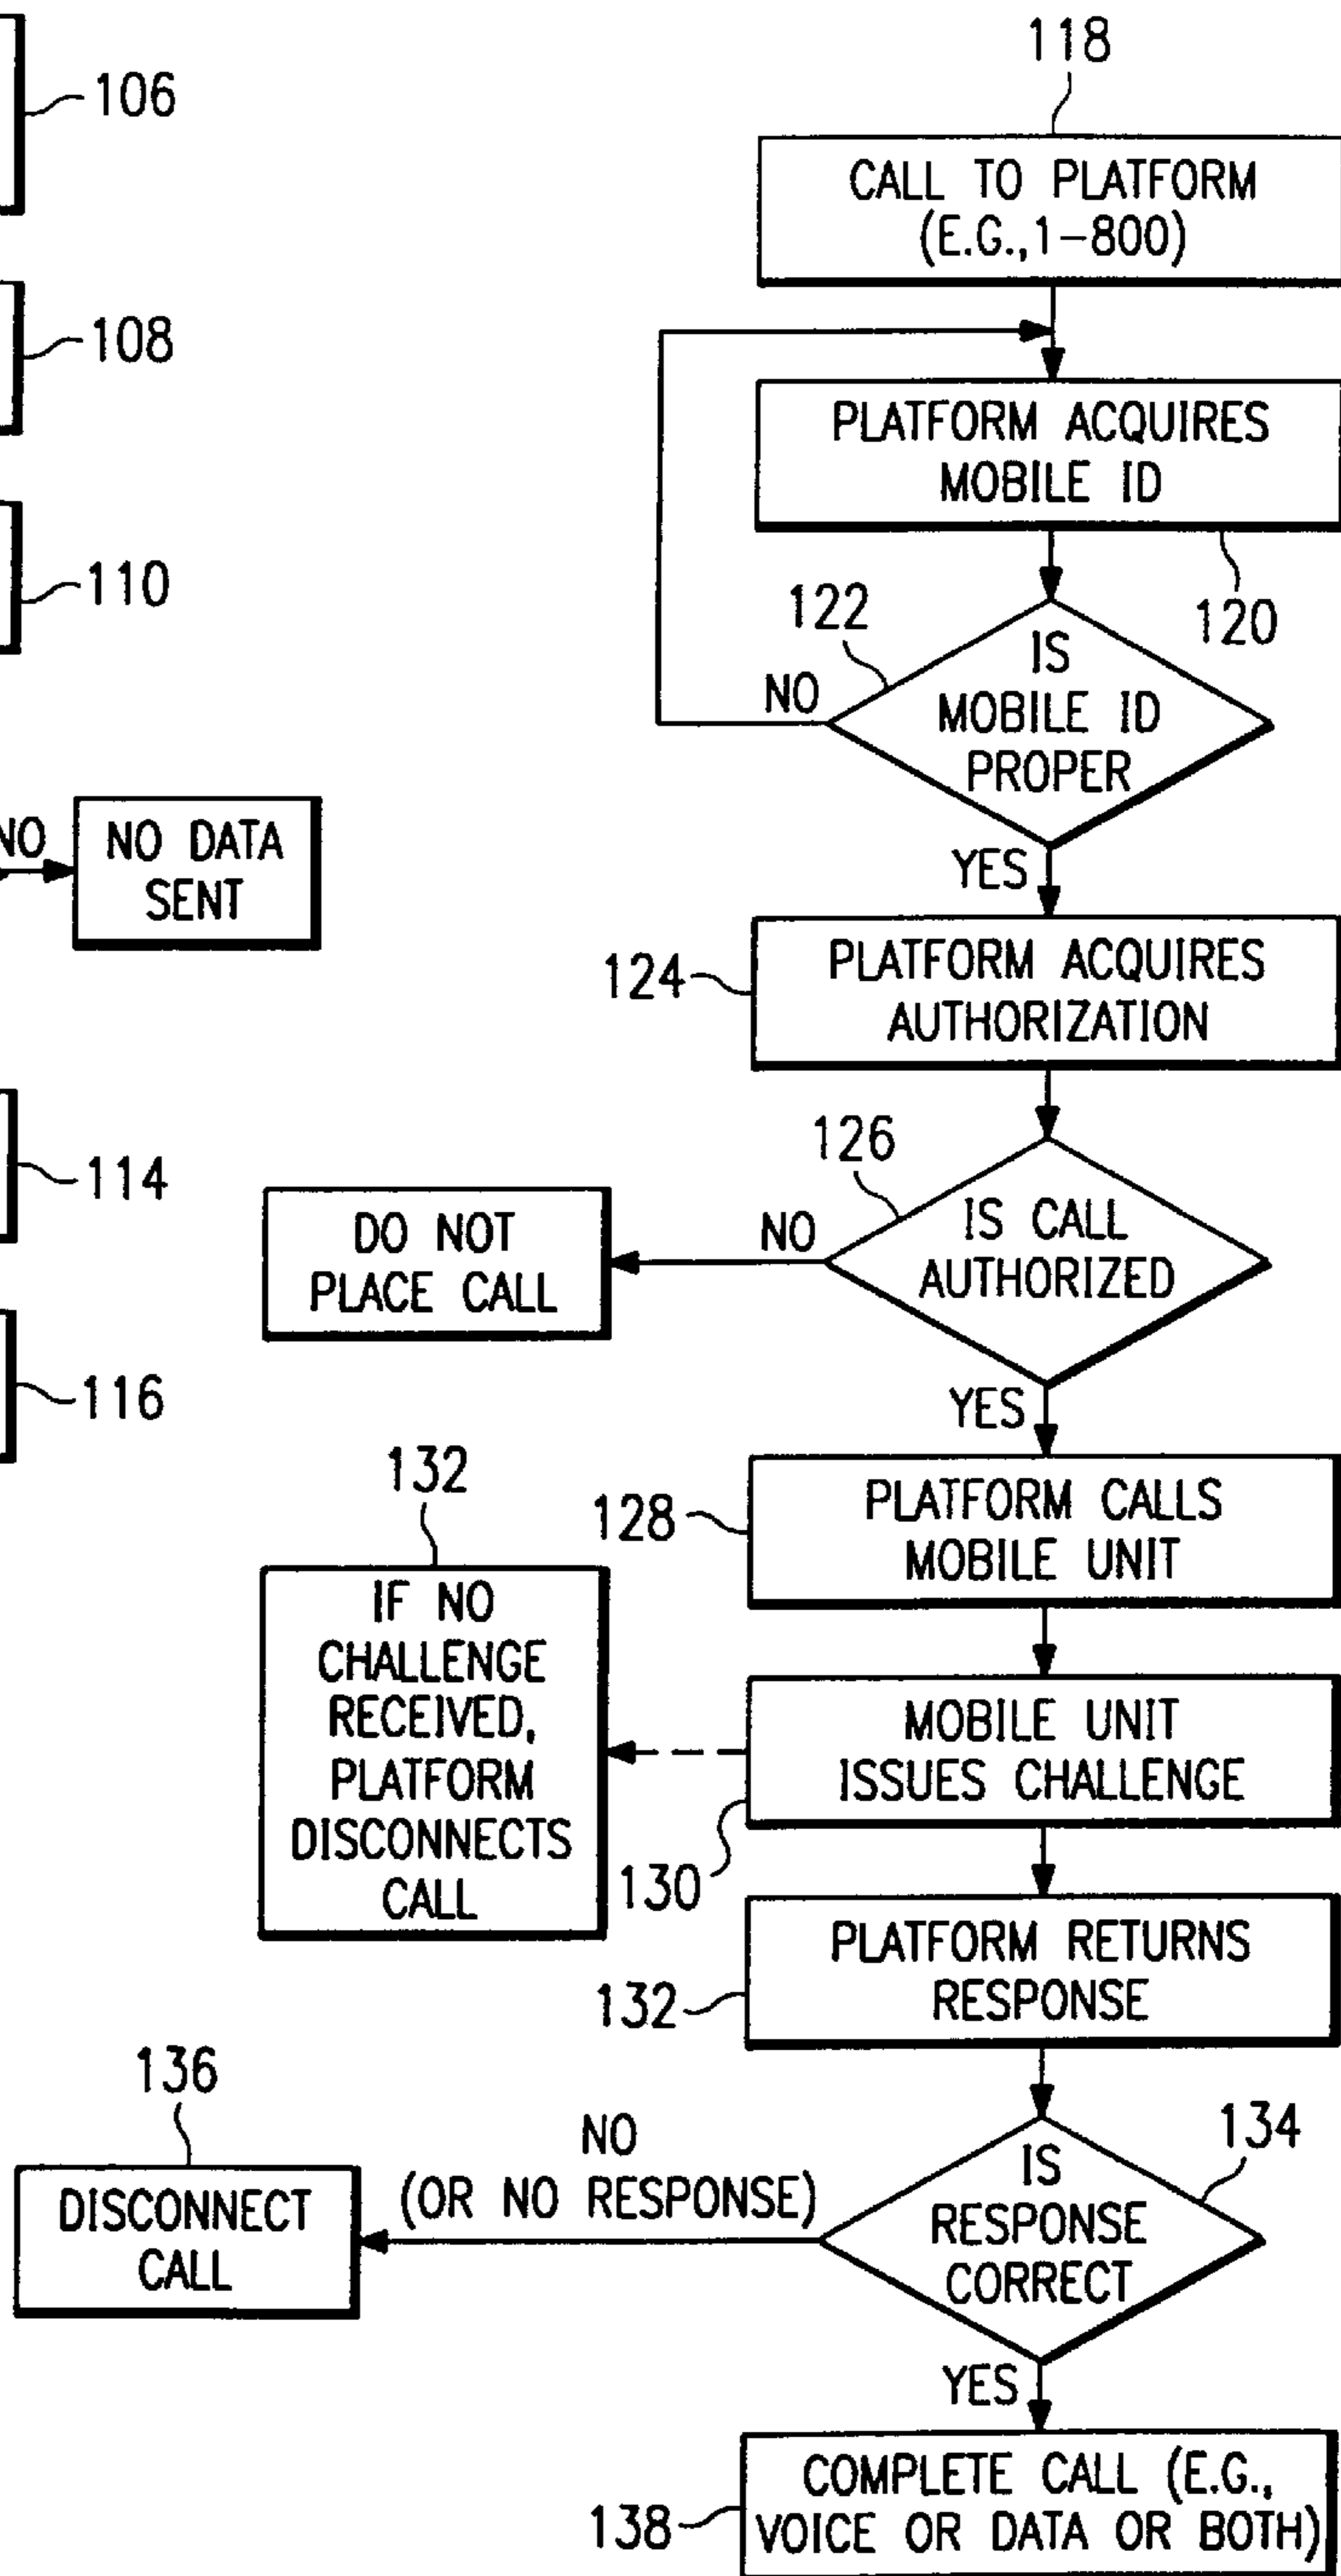 106
108
110
NO
NO DATA
SENT
114
116
118
CALL TO PLATFORM
(E.G.,1-800)
PLATFORM ACQUIRES
MOBILE ID
120
122
IS
MOBILE ID
PROPER
NO
YES
124
PLATFORM ACQUIRES
AUTHORIZATION
126
IS CALL
AUTHORIZED
NO
DO NOT
PLACE CALL
YES
128
PLATFORM CALLS
MOBILE UNIT
MOBILE UNIT
ISSUES CHALLENGE
130
132
IF NO
CHALLENGE
RECEIVED,
PLATFORM
DISCONNECTS
CALL
PLATFORM RETURNS
RESPONSE
132
134
IS
RESPONSE
CORRECT
NO
(OR NO RESPONSE)
136
DISCONNECT
CALL
YES
COMPLETE CALL (E.G.,
VOICE OR DATA OR BOTH)
138